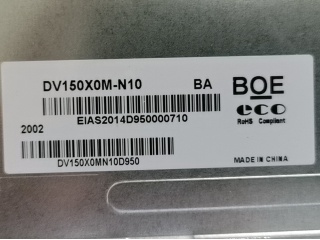 DV150X0M-N10 BA
BOE
eco
RoHS Compliant
EIAS2014D950000710
2002
DV150X0MN10D950
MADE IN CHINA